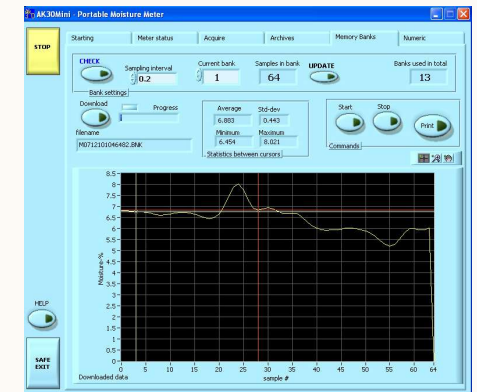 AK30Mini - Portable Moisture Meter
STOP
Starting
Meter status
Acquire
Archives
Memory Banks
Numeric
CHECK
Sampling interval
0.2
Current bank
1
Samples in bank
64
UPDATE
Banks used in total
13
Bank settings
Download
Progress
filename
M0712101046482.BNK
Average
6.883
Std-dev
0.443
Minimum
6.454
Maximum
8.021
Statistics between cursors
Start
Stop
Print
Commands
8.5
8
7.5
7
6.5
6
5.5
5
4.5
4
3.5
3
2.5
2
1.5
1
0.5
0
Moisture-%
0 5 10 15 20 25 30 35 40 45 50 55 60 64
Downloaded data
sample #
HELP
SAFE
EXIT